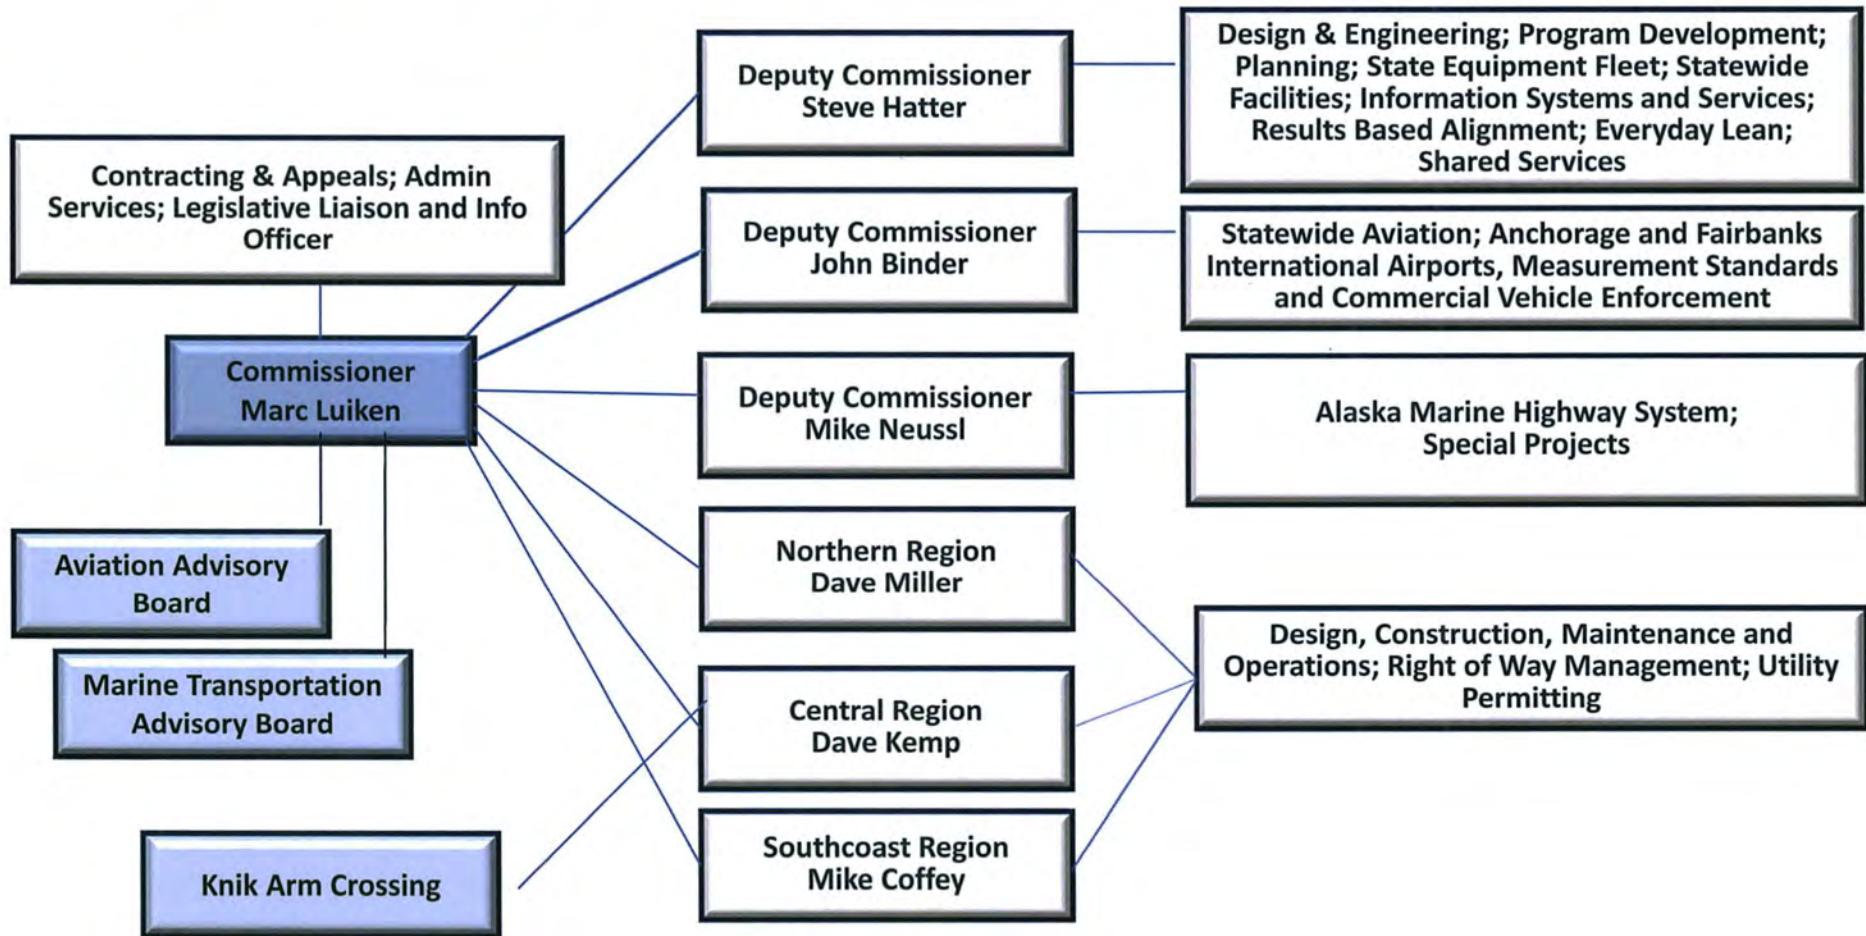 Contracting & Appeals; Admin
Services; Legislative Liaison and Info
Officer
Commissioner
Marc Luiken
Aviation Advisory
Board
Marine Transportation
Advisory Board
Knik Arm Crossing
Deputy Commissioner
Steve Hatter
Deputy Commissioner
John Binder
Deputy Commissioner
Mike Neussl
Northern Region
Dave Miller
Central Region
Dave Kemp
Southcoast Region
Mike Coffey
Design & Engineering; Program Development;
Planning; State Equipment Fleet; Statewide
Facilities; Information Systems and Services;
Results Based Alignment; Everyday Lean;
Shared Services
Statewide Aviation; Anchorage and Fairbanks
International Airports, Measurement Standards
and Commercial Vehicle Enforcement
Alaska Marine Highway System;
Special Projects
Design, Construction, Maintenance and
Operations; Right of Way Management; Utility
Permitting